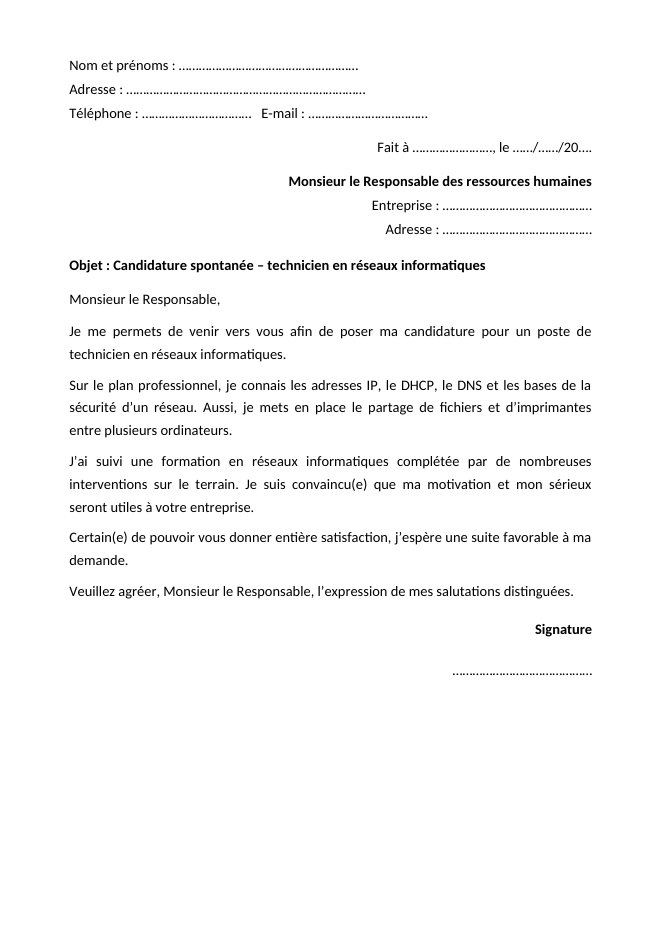 Nom et prénoms : ………………………………………………
Adresse : ………………………………………………………………
Téléphone : ……………………………  E-mail : ………………………………
Fait à ……………………, le ……/……/20….
Monsieur le Responsable des ressources humaines
Entreprise : ………………………………………
Adresse : ………………………………………
Objet : Candidature spontanée – technicien en réseaux informatiques
Monsieur le Responsable,
Je me permets de venir vers vous afin de poser ma candidature pour un poste de
technicien en réseaux informatiques.
Sur le plan professionnel, je connais les adresses IP, le DHCP, le DNS et les bases de la
sécurité d’un réseau. Aussi, je mets en place le partage de fichiers et d’imprimantes
entre plusieurs ordinateurs.
J’ai suivi une formation en réseaux informatiques complétée par de nombreuses
interventions sur le terrain. Je suis convaincu(e) que ma motivation et mon sérieux
seront utiles à votre entreprise.
Certain(e) de pouvoir vous donner entière satisfaction, j’espère une suite favorable à ma
demande.
Veuillez agréer, Monsieur le Responsable, l’expression de mes salutations distinguées.
Signature
……………………………………